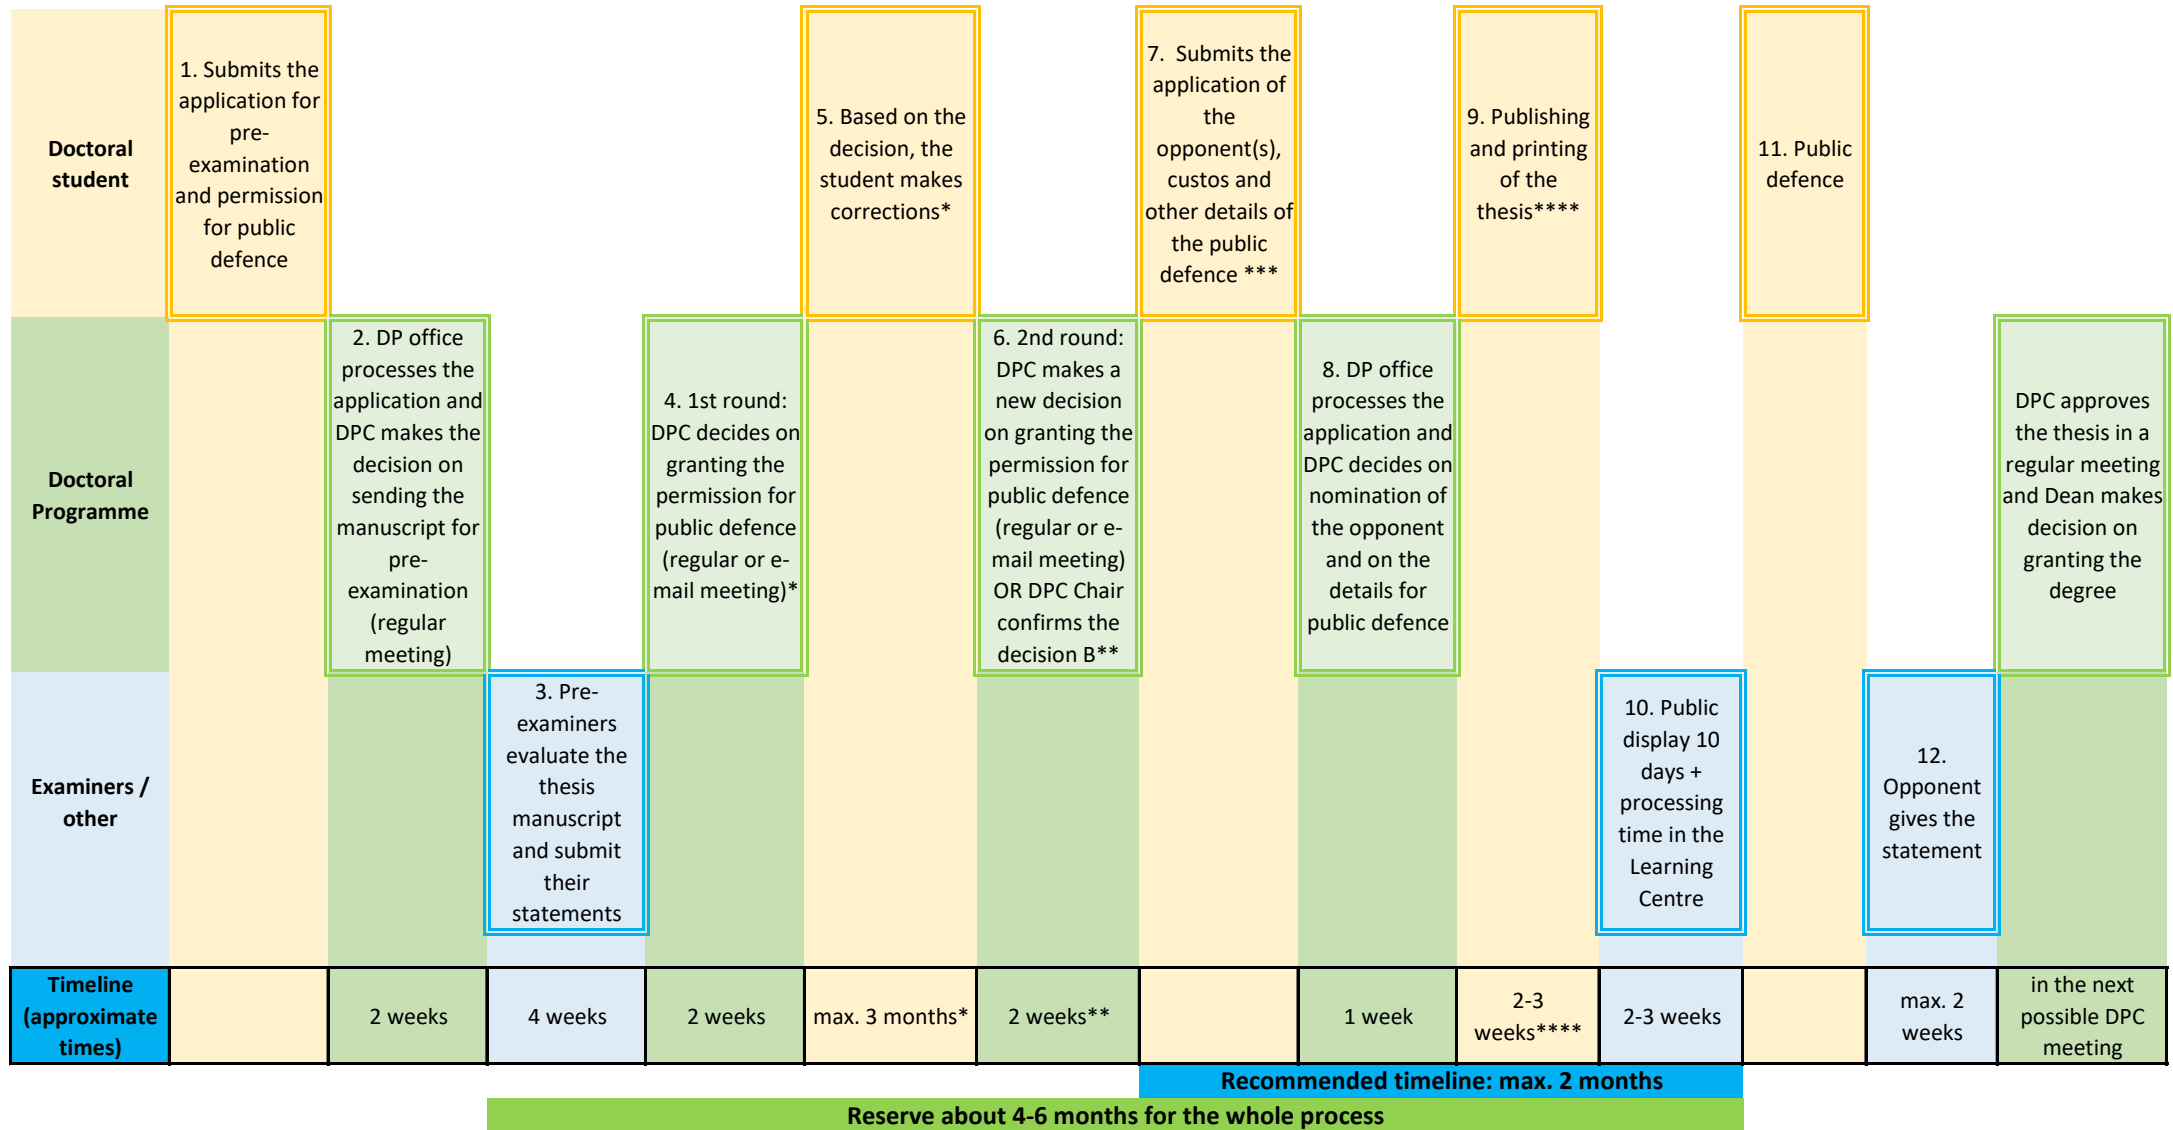 Doctoral
student
1. Submits the
application for
pre-
examination
and permission
for public
defence
5. Based on the
decision, the
student makes
corrections*
7.  Submits the
application of
the
opponent(s),
custos and
other details of
the public
defence ***
9. Publishing
and printing
of the
thesis****
11. Public
defence
Doctoral
Programme
2. DP office
processes the
application and
DPC makes the
decision on
sending the
manuscript for
pre-
examination
(regular
meeting)
4. 1st round:
DPC decides on
granting the
permission for
public defence
(regular or e-
mail meeting)*
6. 2nd round:
DPC makes a
new decision
on granting the
permission for
public defence
(regular or e-
mail meeting)
OR DPC Chair
confirms the
decision B**
8. DP office
processes the
application and
DPC decides on
nomination of
the opponent
and on the
details for
public defence
DPC approves
the thesis in a
regular meeting
and Dean makes
decision on
granting the
degree
Examiners /
other
3. Pre-
examiners
evaluate the
thesis
manuscript
and submit
their
statements
10. Public
display 10
days +
processing
time in the
Learning
Centre
12.
Opponent
gives the
statement
Timeline
(approximate
times)
2 weeks
4 weeks
2 weeks
max. 3 months*
2 weeks**
1 week
2-3
weeks****
2-3 weeks
max. 2
weeks
in the next
possible DPC
meeting
Recommended timeline: max. 2 months
Reserve about 4-6 months for the whole process